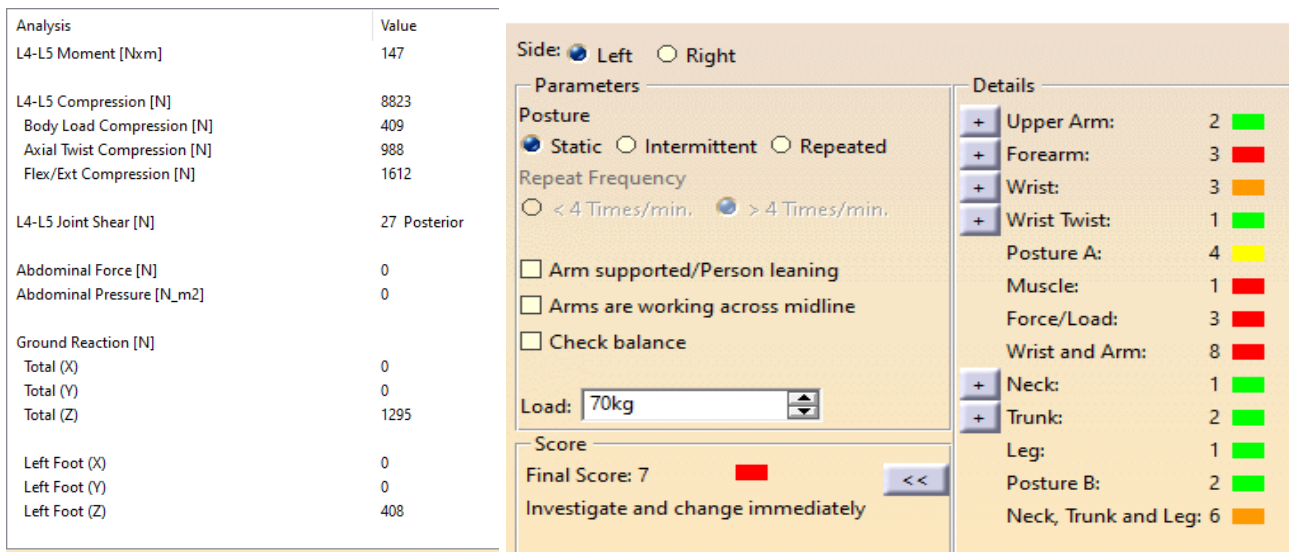 Analysis Value
L4-L5 Moment [Nxm] 147
L4-L5 Compression [N] 8823
Body Load Compression [N] 409
Axial Twist Compression [N] 988
Flex/Ext Compression [N] 1612
L4-L5 Joint Shear [N] 27 Posterior
Abdominal Force [N] 0
Abdominal Pressure [N_m2] 0
Ground Reaction [N]
Total (X) 0
Total (Y) 0
Total (Z) 1295
Left Foot (X) 0
Left Foot (Y) 0
Left Foot (Z) 408
Side: Left Right
Parameters
Posture
Static Intermittent Repeated
Repeat Frequency
< 4 Times/min. > 4 Times/min.
Arm supported/Person leaning
Arms are working across midline
Check balance
Load: 70kg
Score
Final Score: 7 <<
Investigate and change immediately
Details
+ Upper Arm: 2
+ Forearm: 3
+ Wrist: 3
+ Wrist Twist: 1
Posture A: 4
Muscle: 1
Force/Load: 3
Wrist and Arm: 8
+ Neck: 1
+ Trunk: 2
Leg: 1
Posture B: 2
Neck, Trunk and Leg: 6